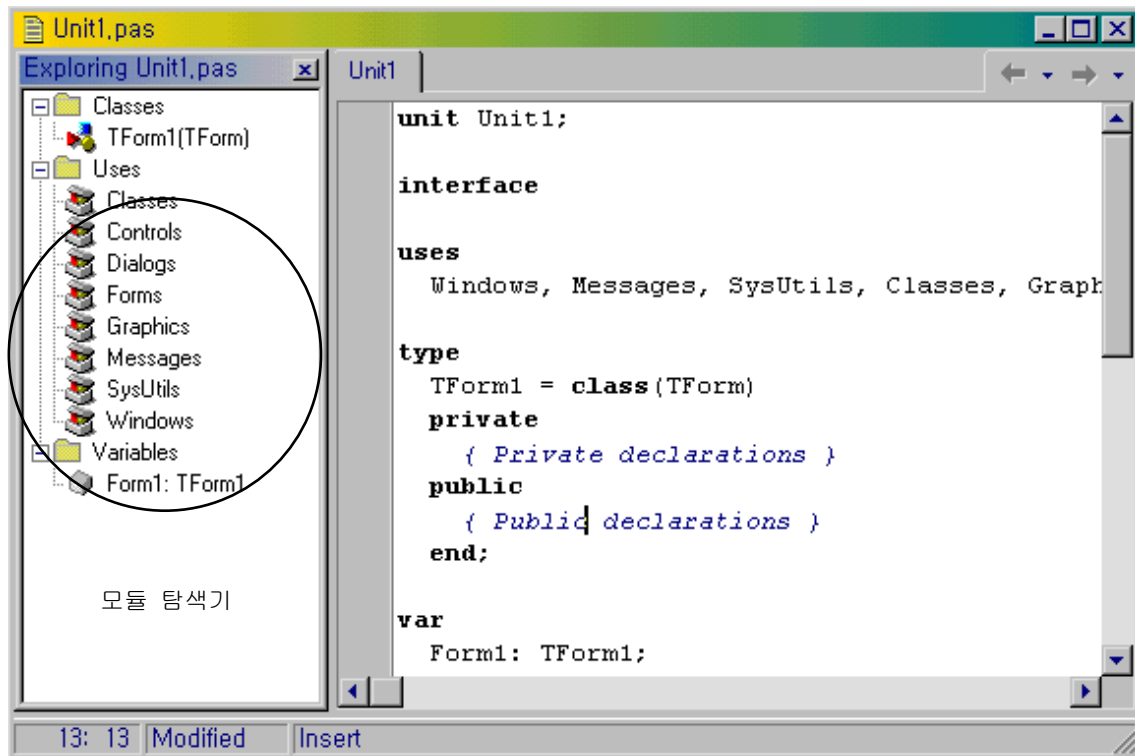 Unit1.pas
Exploring Unit1.pas
Classes
TForm1(TForm)
Uses
Classes
Controls
Dialogs
Forms
Graphics
Messages
SysUtils
Windows
Variables
Form1: TForm1
모듈 탐색기
Unit1
unit Unit1;
interface
uses
Windows, Messages, SysUtils, Classes, Graph
type
TForm1 = class(TForm)
private
{ Private declarations }
public
{ Public declarations }
end;
var
Form1: TForm1;
13: 13 Modified Insert